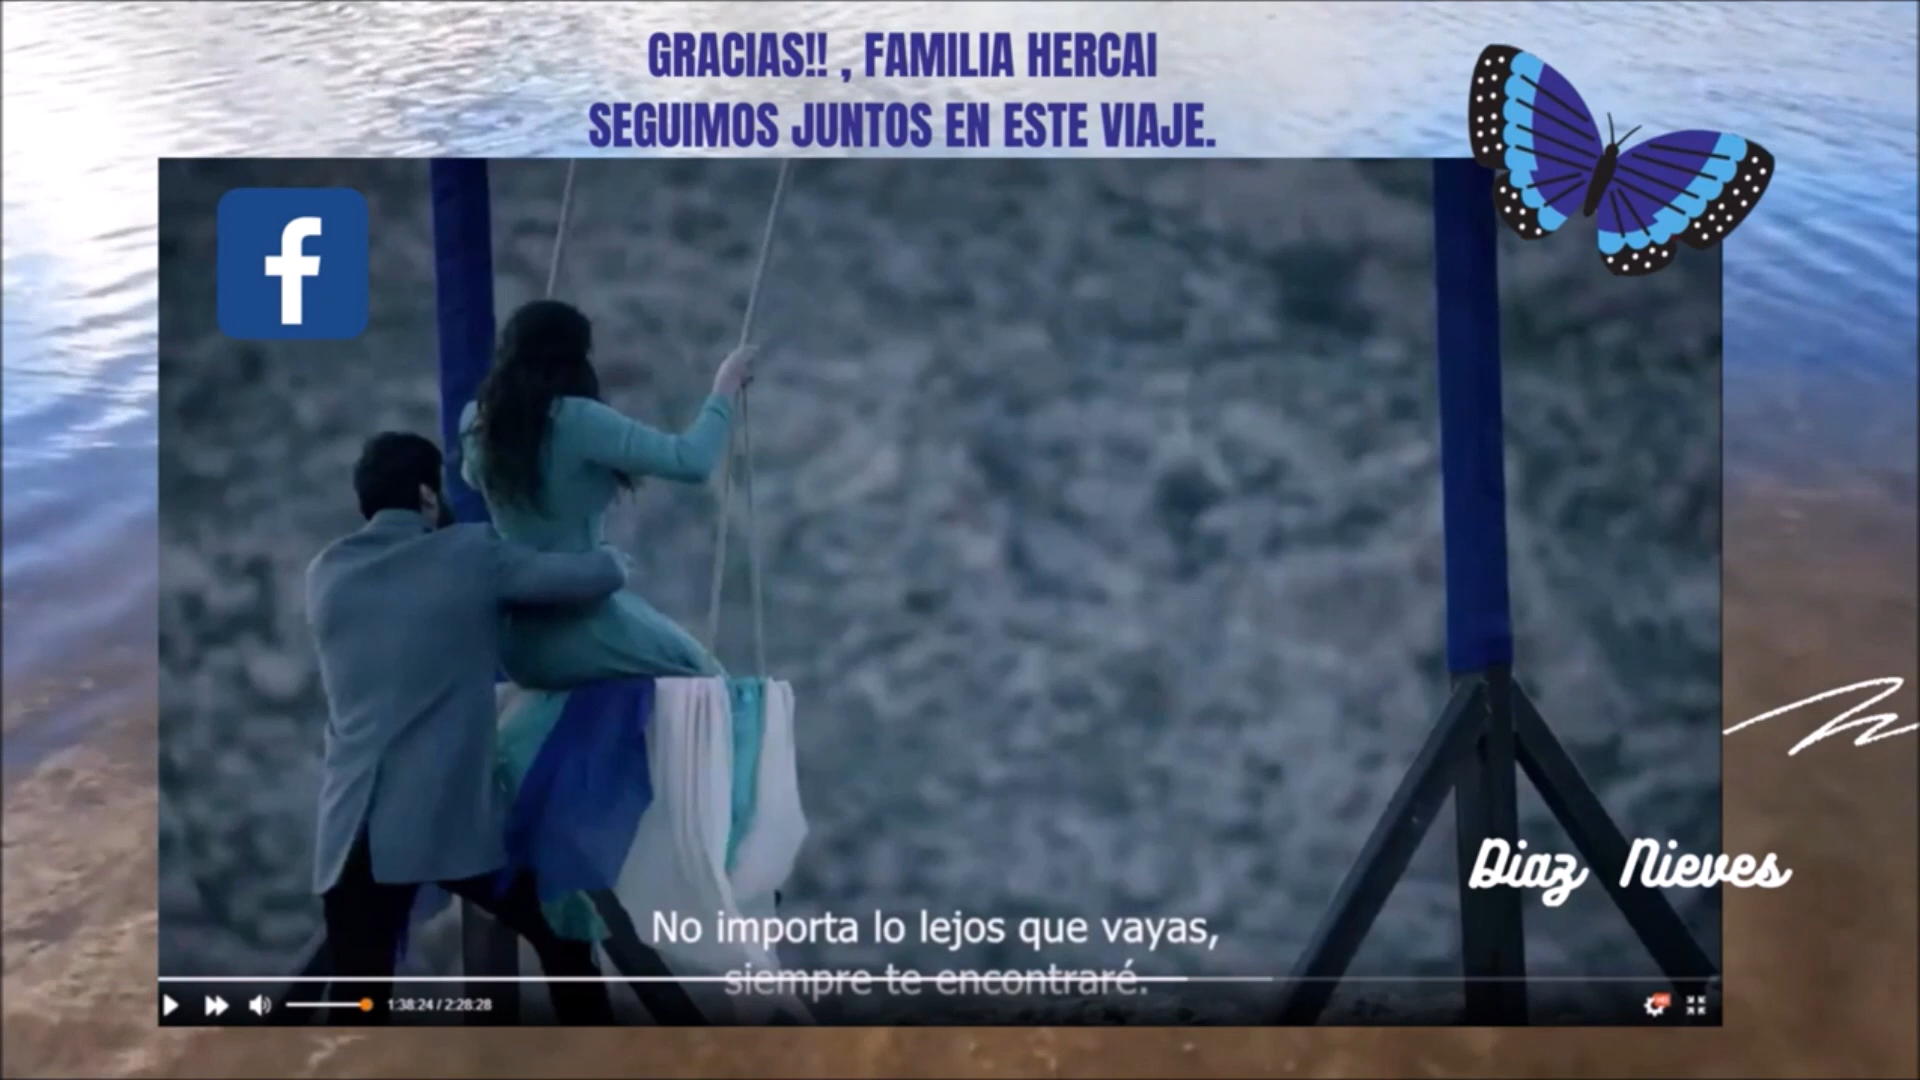 GRACIAS!! , FAMILIA HERCAI
SEGUIMOS JUNTOS EN ESTE VIAJE.
f
Diaz Nieves
No importa lo lejos que vayas,
siempre te encontraré.
1:38:24 / 2:28:28